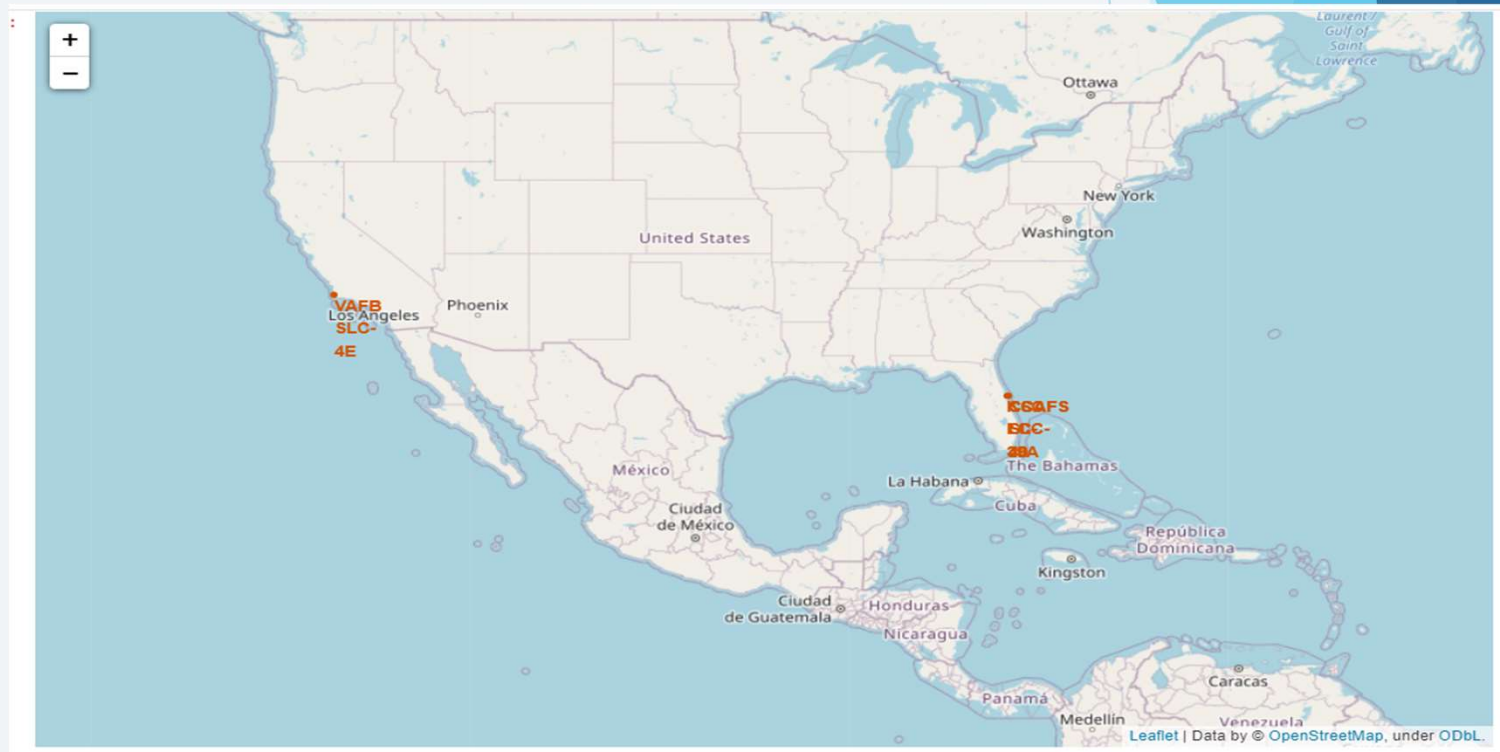 :
+
−
Laurent /
Gulf of
Saint
Lawrence
Ottawa
New York
Washington
United States
VAFB
SLC-
4E
Los Angeles
Phoenix
The Bahamas
La Habana
Cuba
México
Ciudad
de México
República
Dominicana
Kingston
Ciudad
de Guatemala
Honduras
Nicaragua
Caracas
Panamá
Medellín
Venezuela
Leaflet | Data by © OpenStreetMap, under ODbL.